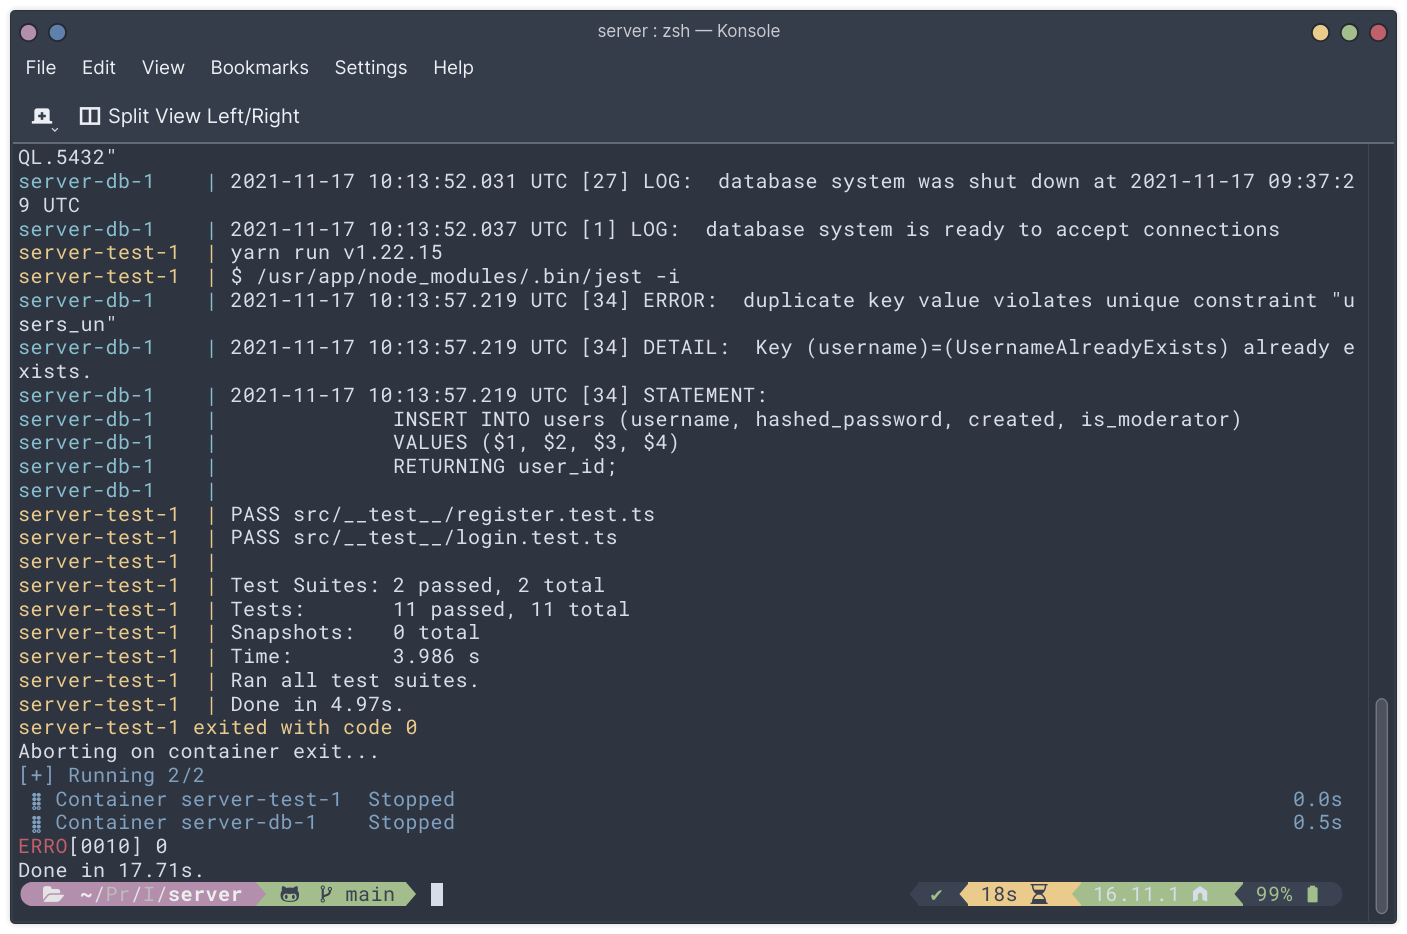 server : zsh — Konsole
File Edit View Bookmarks Settings Help
Split View Left/Right
QL.5432"
server-db-1    | 2021-11-17 10:13:52.031 UTC [27] LOG:  database system was shut down at 2021-11-17 09:37:2
9 UTC
server-db-1    | 2021-11-17 10:13:52.037 UTC [1] LOG:  database system is ready to accept connections
server-test-1  | yarn run v1.22.15
server-test-1  | $ /usr/app/node_modules/.bin/jest -i
server-db-1    | 2021-11-17 10:13:57.219 UTC [34] ERROR:  duplicate key value violates unique constraint "u
sers_un"
server-db-1    | 2021-11-17 10:13:57.219 UTC [34] DETAIL:  Key (username)=(UsernameAlreadyExists) already e
xists.
server-db-1    | 2021-11-17 10:13:57.219 UTC [34] STATEMENT:
server-db-1    |              INSERT INTO users (username, hashed_password, created, is_moderator)
server-db-1    |              VALUES ($1, $2, $3, $4)
server-db-1    |              RETURNING user_id;
server-db-1    |
server-test-1  | PASS src/__test__/register.test.ts
server-test-1  | PASS src/__test__/login.test.ts
server-test-1  |
server-test-1  | Test Suites: 2 passed, 2 total
server-test-1  | Tests:       11 passed, 11 total
server-test-1  | Snapshots:   0 total
server-test-1  | Time:        3.986 s
server-test-1  | Ran all test suites.
server-test-1  | Done in 4.97s.
server-test-1 exited with code 0
Aborting on container exit...
[+] Running 2/2
⣿ Container server-test-1  Stopped 0.0s
⣿ Container server-db-1    Stopped 0.5s
ERRO[0010] 0
Done in 17.71s.
~/Pr/I/server main ✔ 18s 16.11.1 99%